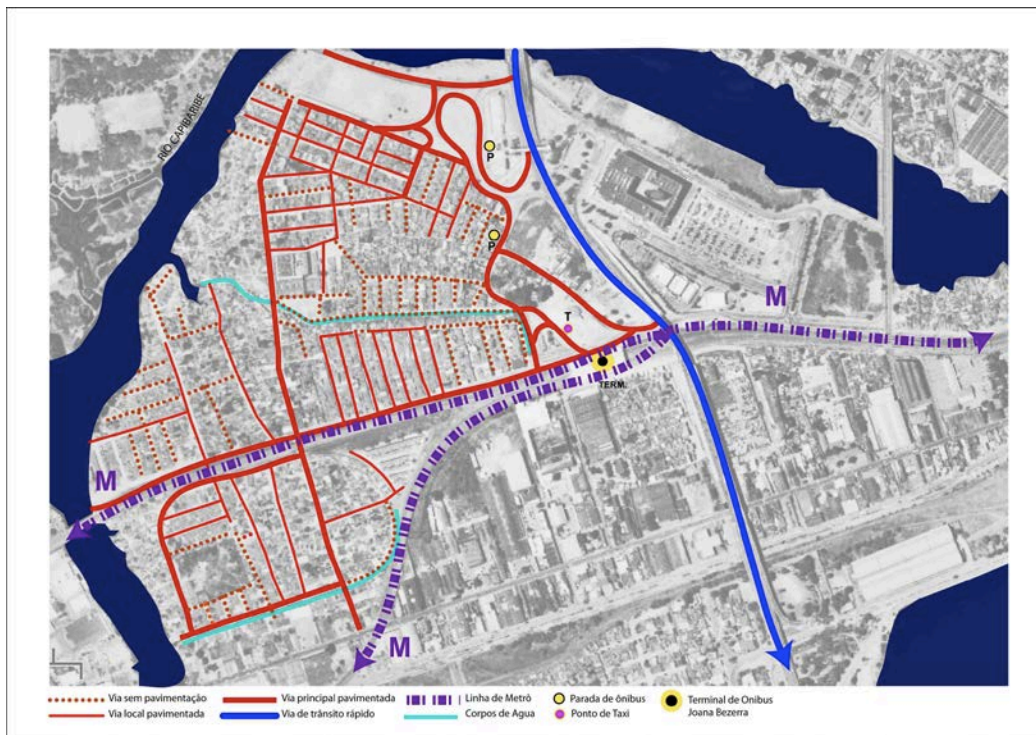 RIO CAPIBARIBE
P
P
M
T
TERM.
M
M
Via sem pavimentação
Via principal pavimentada
Linha de Metrô
Parada de ônibus
Terminal de Onibus
Joana Bezerra
Via local pavimentada
Via de trânsito rápido
Corpos de Agua
Ponto de Taxi